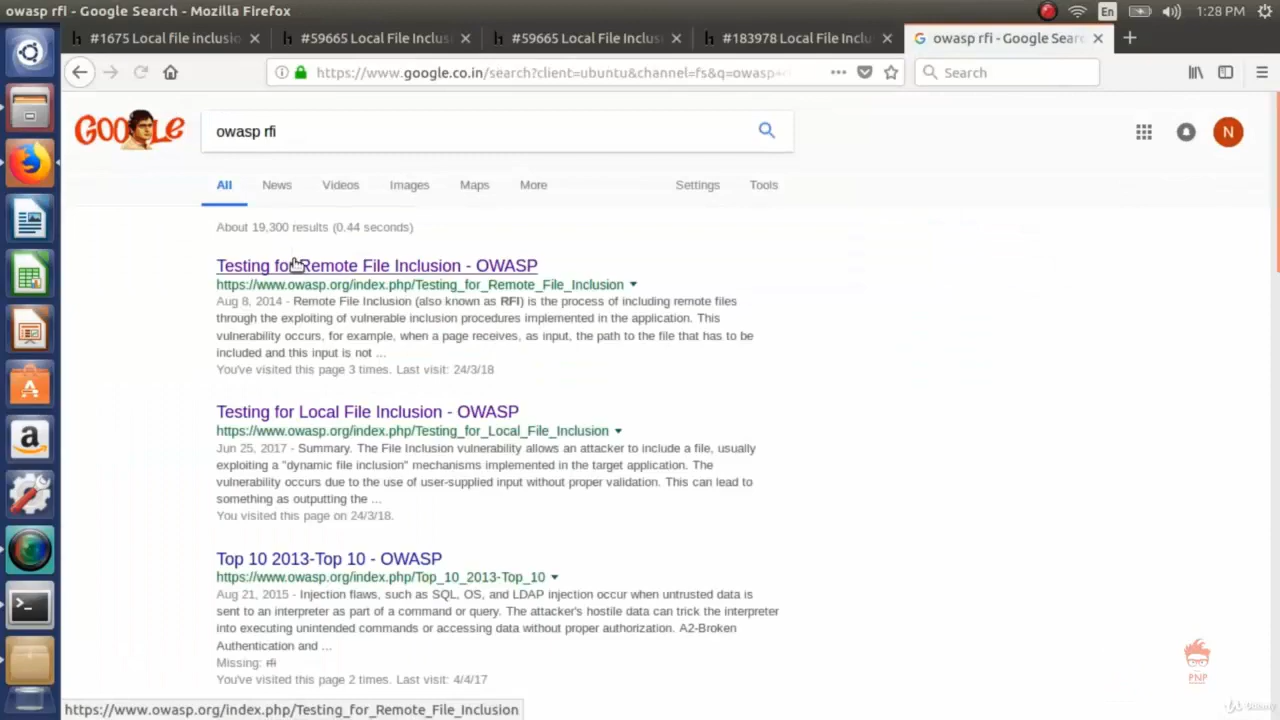 owasp rfi - Google Search - Mozilla Firefox
En
1:28 PM
#1675 Local file inclusio
#59665 Local File Inclus
#59665 Local File Inclus
#183978 Local File Inclu
owasp rfi - Google Searc
https://www.google.co.in/search?client=ubuntu&channel=fs&q=owasp+
Search
GOOGLE
owasp rfi
N
All
News
Videos
Images
Maps
More
Settings
Tools
About 19,300 results (0.44 seconds)
Testing for Remote File Inclusion - OWASP
https://www.owasp.org/index.php/Testing_for_Remote_File_Inclusion
Aug 8, 2014 - Remote File Inclusion (also known as RFI) is the process of including remote files
through the exploiting of vulnerable inclusion procedures implemented in the application. This
vulnerability occurs, for example, when a page receives, as input, the path to the file that has to be
included and this input is not ...
You've visited this page 3 times. Last visit: 24/3/18
Testing for Local File Inclusion - OWASP
https://www.owasp.org/index.php/Testing_for_Local_File_Inclusion
Jun 25, 2017 - Summary. The File Inclusion vulnerability allows an attacker to include a file, usually
exploiting a "dynamic file inclusion" mechanisms implemented in the target application. The
vulnerability occurs due to the use of user-supplied input without proper validation. This can lead to
something as outputting the ...
You visited this page on 24/3/18.
Top 10 2013-Top 10 - OWASP
https://www.owasp.org/index.php/Top_10_2013-Top_10
Aug 21, 2015 - Injection flaws, such as SQL, OS, and LDAP injection occur when untrusted data is
sent to an interpreter as part of a command or query. The attacker's hostile data can trick the interpreter
into executing unintended commands or accessing data without proper authorization. A2-Broken
Authentication and ...
Missing: rfi
You've visited this page 2 times. Last visit: 4/4/17
PNP
Udemy
https://www.owasp.org/index.php/Testing_for_Remote_File_Inclusion